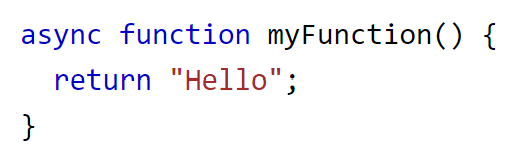 async function myFunction() {
  return "Hello";
}